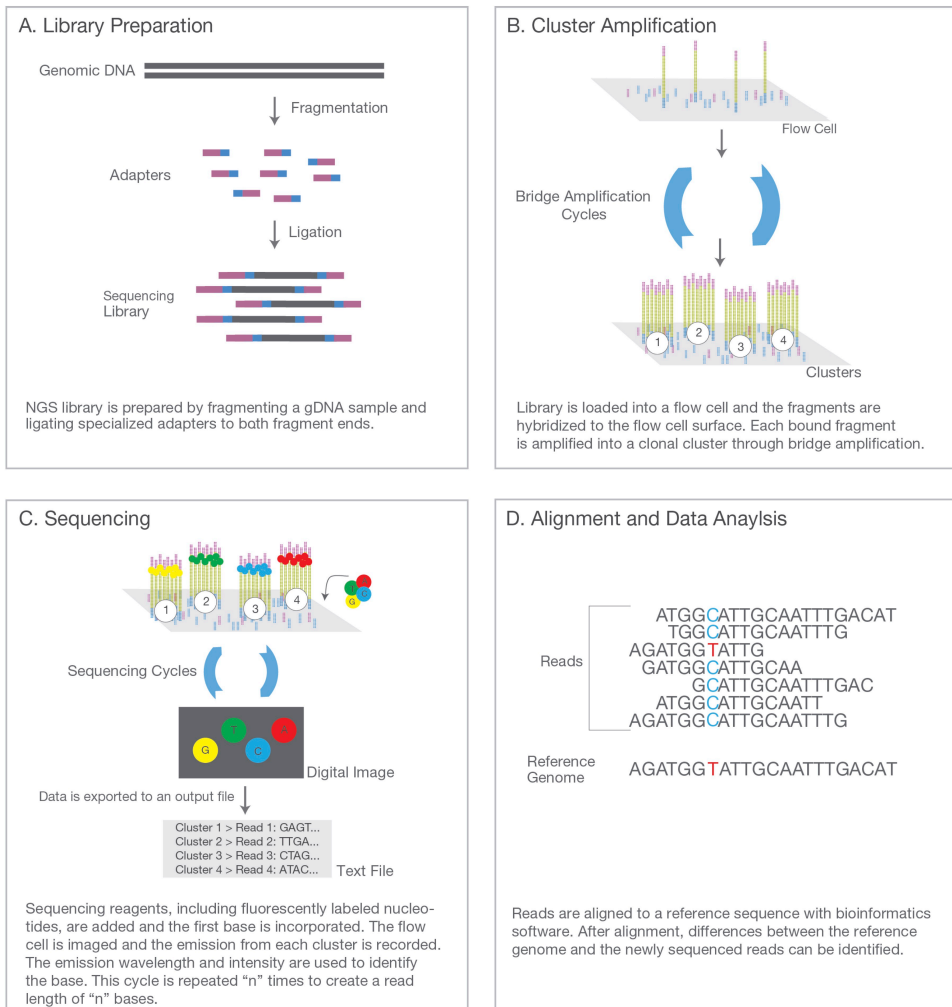 A. Library Preparation
Genomic DNA
Fragmentation
Adapters
Ligation
Sequencing
Library
NGS library is prepared by fragmenting a gDNA sample and
ligating specialized adapters to both fragment ends.
B. Cluster Amplification
Flow Cell
Bridge Amplification
Cycles
1
2
3
4
Clusters
Library is loaded into a flow cell and the fragments are
hybridized to the flow cell surface. Each bound fragment
is amplified into a clonal cluster through bridge amplification.
C. Sequencing
1
2
3
4
G
Sequencing Cycles
T
A
G
C
Digital Image
Data is exported to an output file
Cluster 1 > Read 1: GAGT...
Cluster 2 > Read 2: TTGA...
Cluster 3 > Read 3: CTAG...
Cluster 4 > Read 4: ATAC...
Text File
Sequencing reagents, including fluorescently labeled nucleo-
tides, are added and the first base is incorporated. The flow
cell is imaged and the emission from each cluster is recorded.
The emission wavelength and intensity are used to identify
the base. This cycle is repeated “n” times to create a read
length of “n” bases.
D. Alignment and Data Anaylsis
Reads
ATGGCATTGCAATTTGACAT
TGGCATTGCAATTTG
AGATGGTATTG
GATGGCATTGCAA
GCATTGCAATTTGAC
ATGGCATTGCAATT
AGATGGCATTGCAATTTG
Reference
Genome
AGATGGTATTGCAATTTGACAT
Reads are aligned to a reference sequence with bioinformatics
software. After alignment, differences between the reference
genome and the newly sequenced reads can be identified.